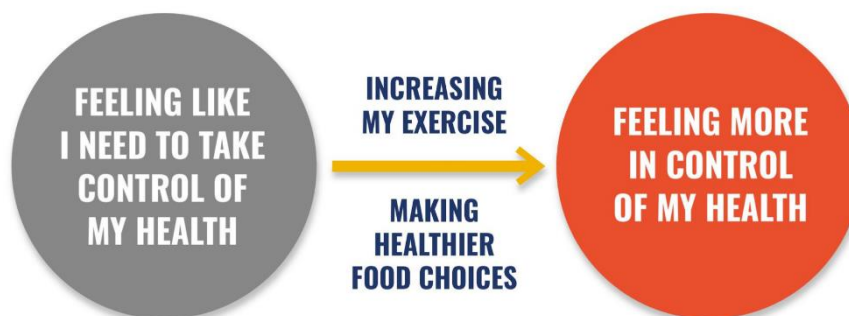 FEELING LIKE
I NEED TO TAKE
CONTROL OF
MY HEALTH
INCREASING
MY EXERCISE
MAKING
HEALTHIER
FOOD CHOICES
FEELING MORE
IN CONTROL
OF MY HEALTH